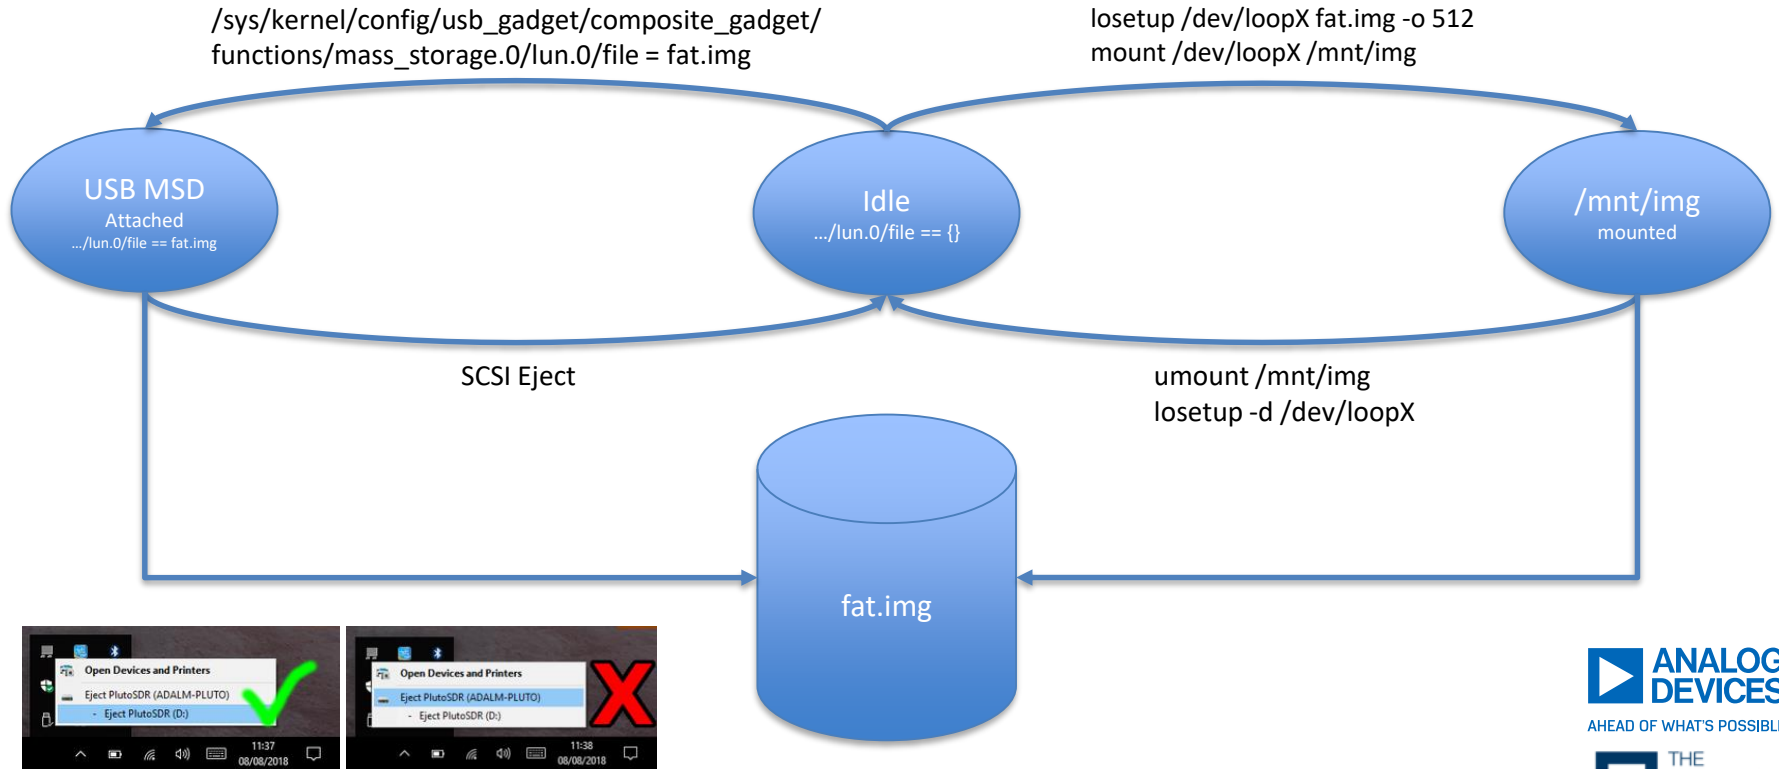 /sys/kernel/config/usb_gadget/composite_gadget/
functions/mass_storage.0/lun.0/file = fat.img
losetup /dev/loopX fat.img -o 512
mount /dev/loopX /mnt/img
USB MSD
Attached
.../lun.0/file == fat.img
Idle
.../lun.0/file == {}
/mnt/img
mounted
SCSI Eject
umount /mnt/img
losetup -d /dev/loopX
fat.img
Open Devices and Printers
Eject PlutoSDR (ADALM-PLUTO)
- Eject PlutoSDR (D:)
11:37
08/08/2018
Open Devices and Printers
Eject PlutoSDR (ADALM-PLUTO)
- Eject PlutoSDR (D:)
X
11:38
08/08/2018
ANALOG
DEVICES
AHEAD OF WHAT'S POSSIBLE
THE